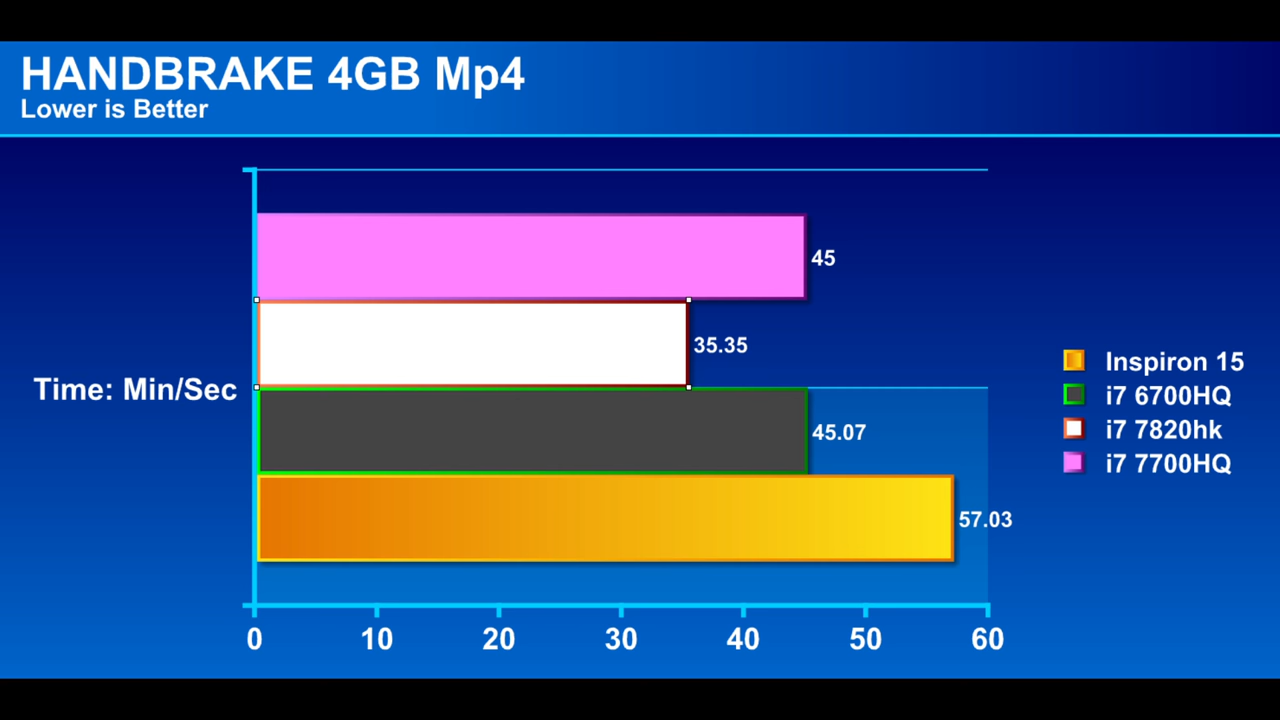 HANDBRAKE 4GB Mp4
Lower is Better
45
35.35
Time: Min/Sec
45.07
57.03
Inspiron 15
i7 6700HQ
i7 7820hk
i7 7700HQ
0 10 20 30 40 50 60